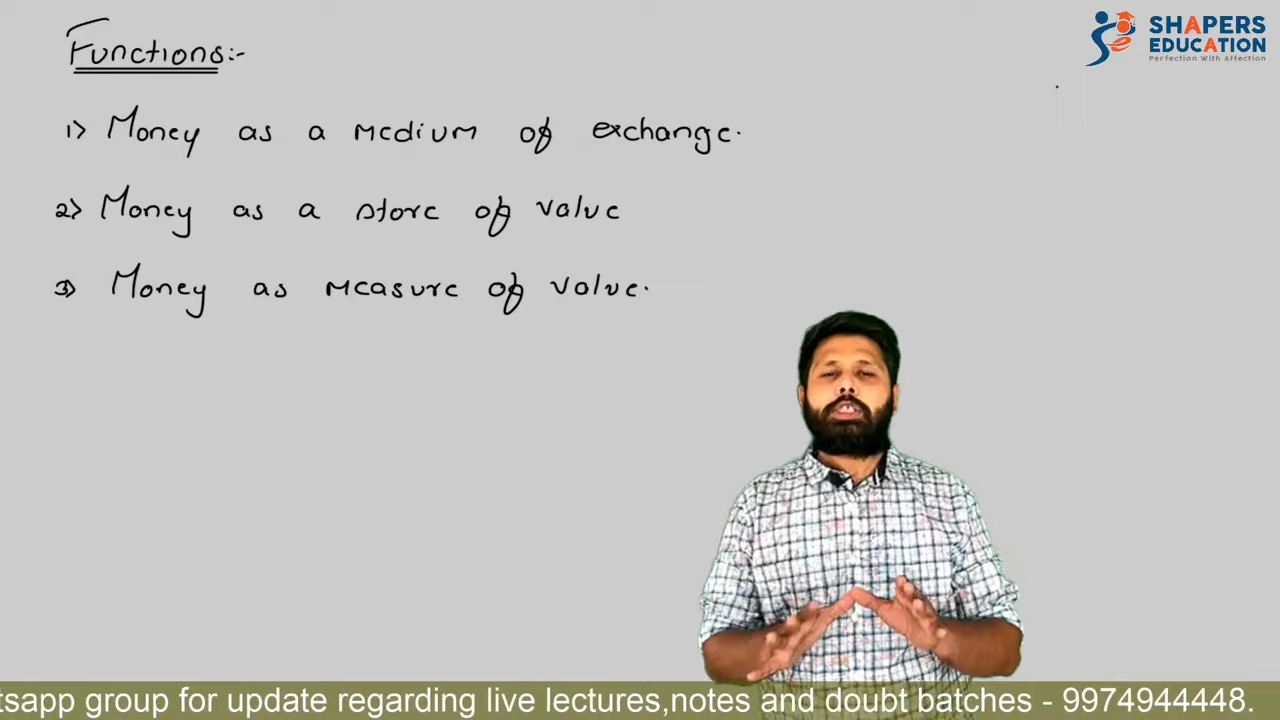 Functions:-
SHAPERS
EDUCATION
Perfection With Affection
1) Money as a medium of exchange.
2) Money as a store of value
3) Money as measure of value.
tsapp group for update regarding live lectures,notes and doubt batches - 9974944448.